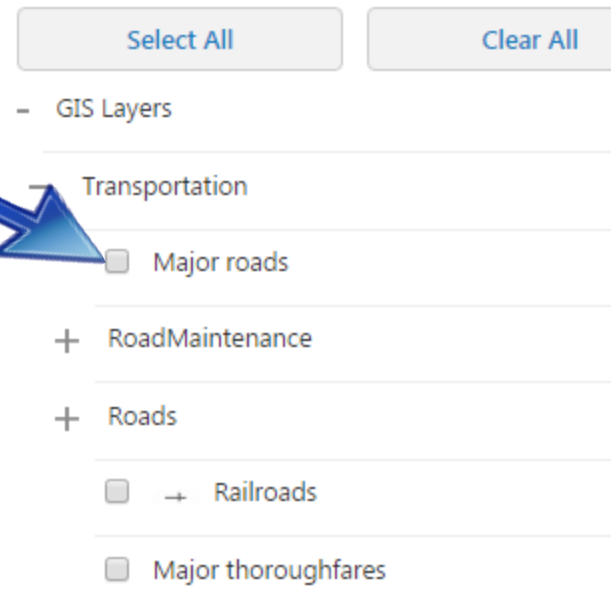 Select All
Clear All
GIS Layers
Transportation
Major roads
RoadMaintenance
Roads
Railroads
Major thoroughfares